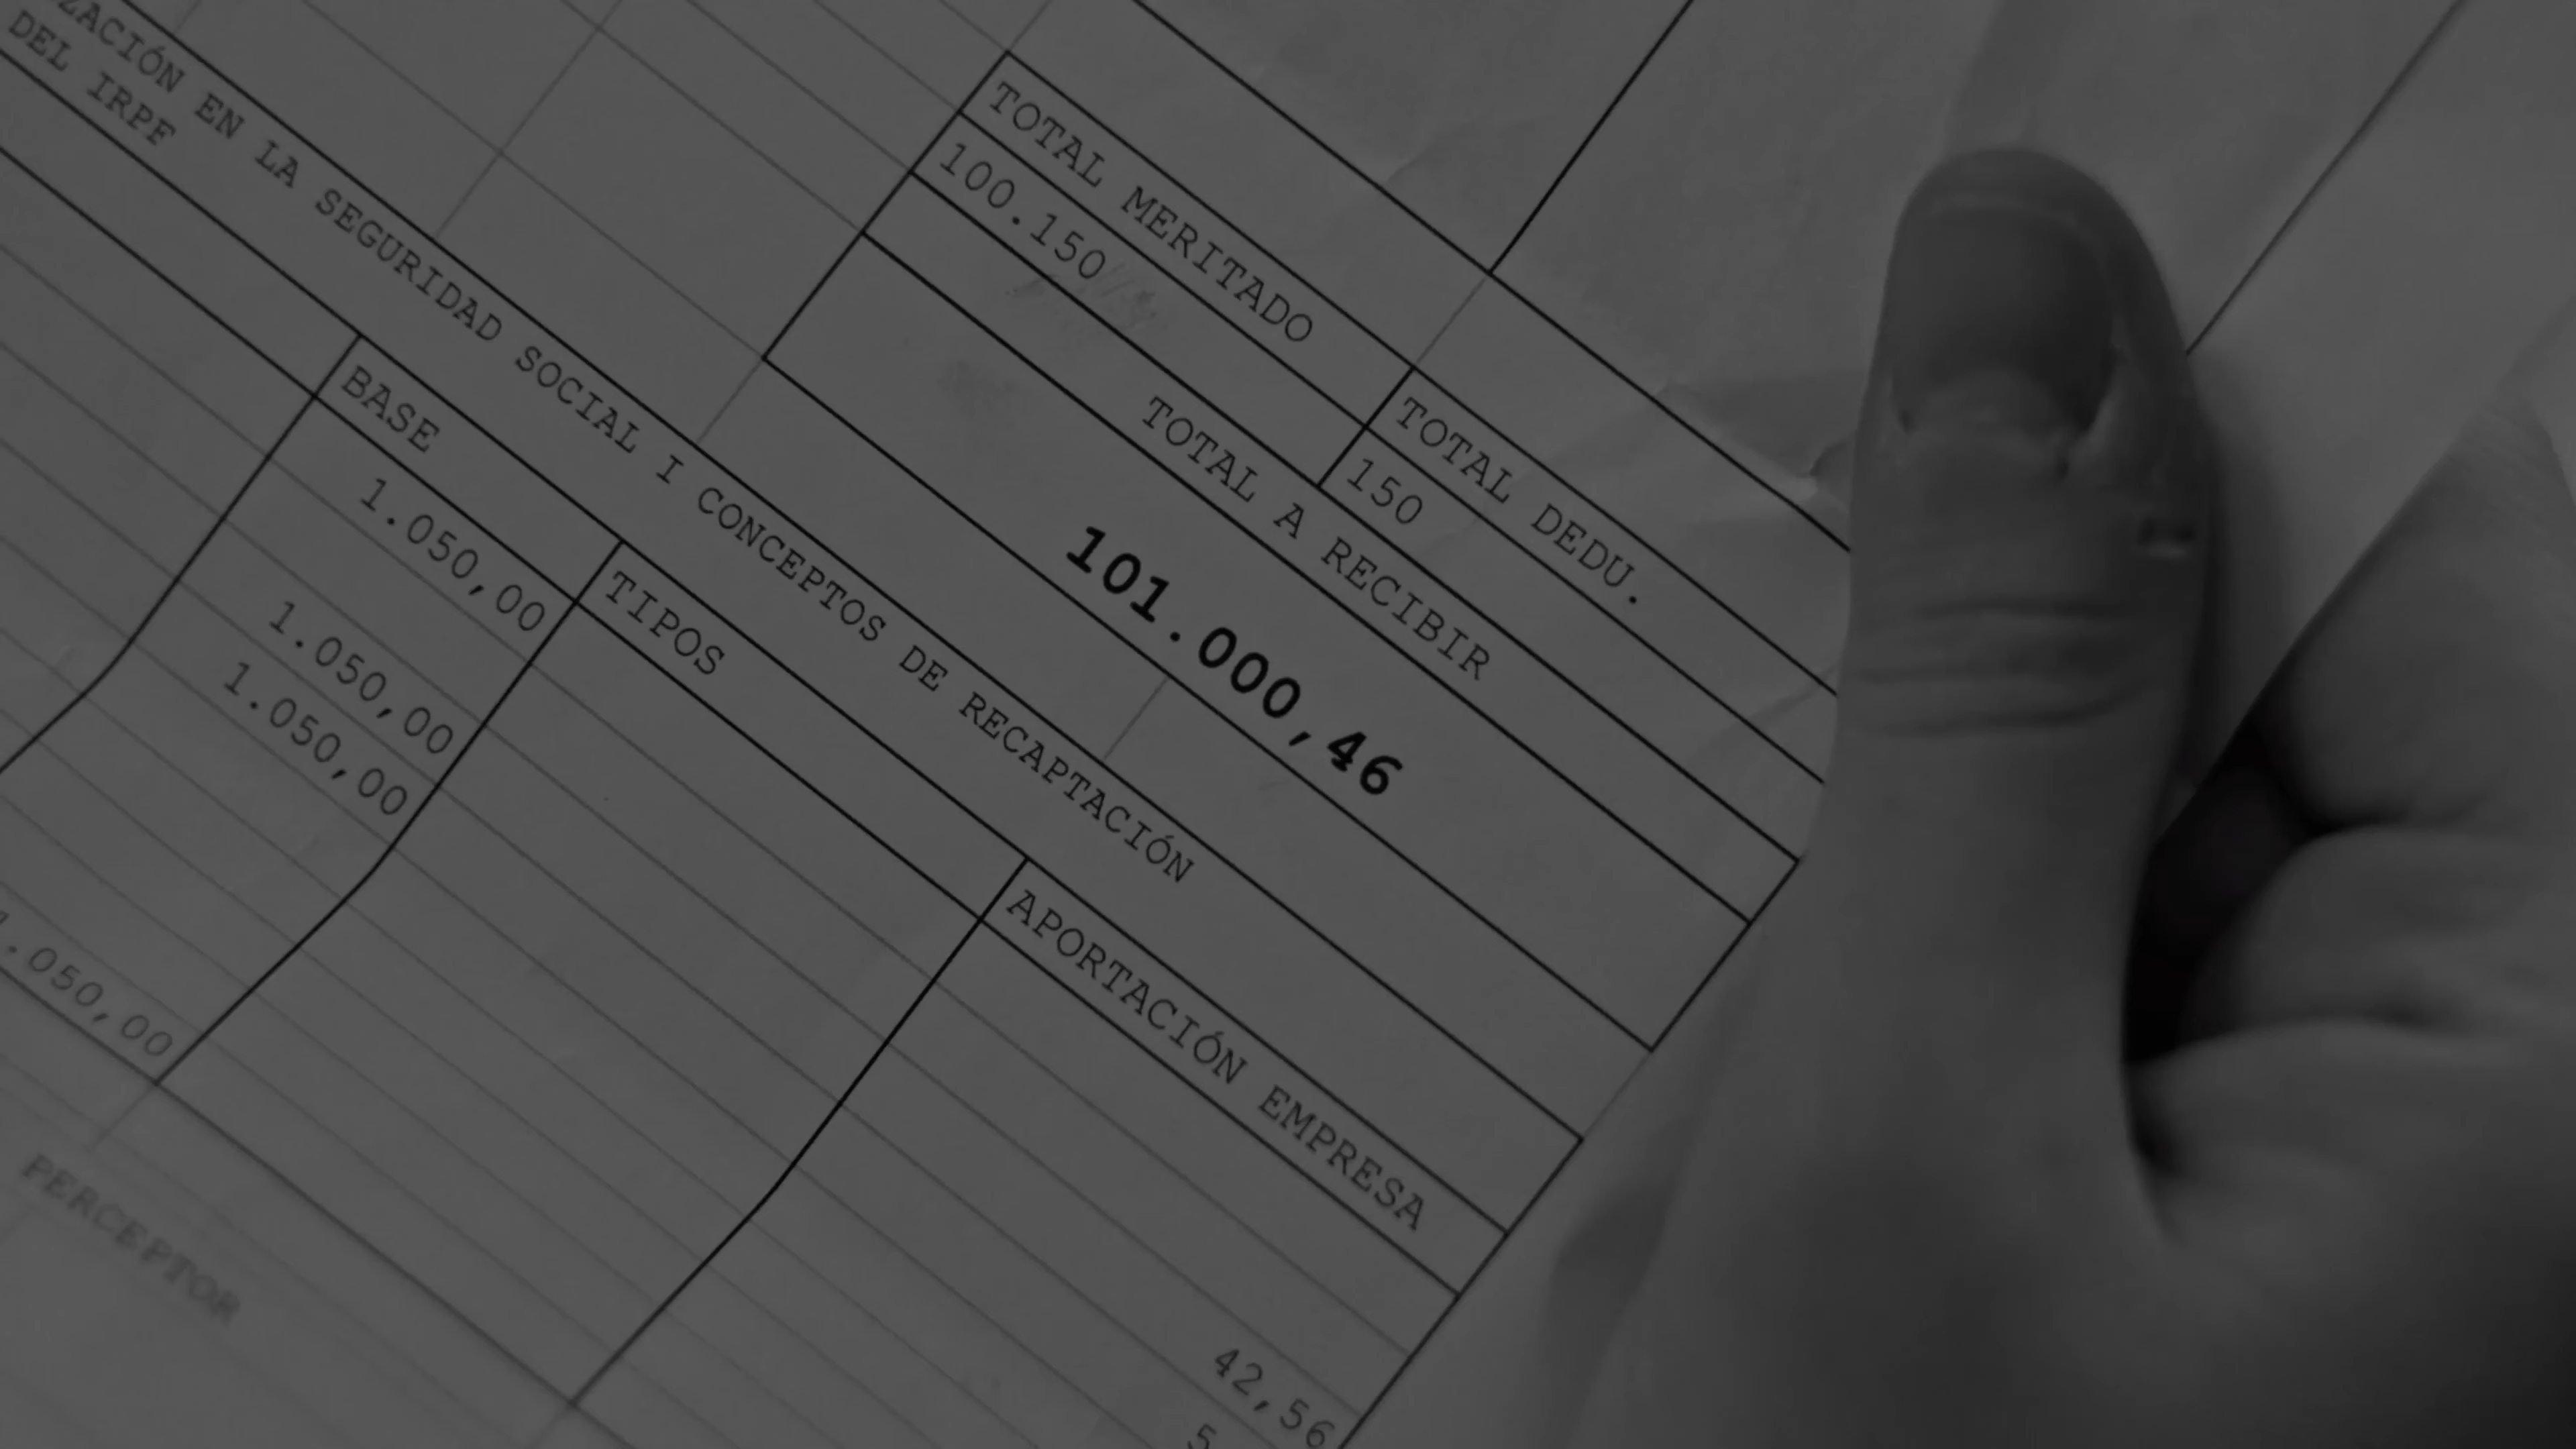 TOTAL MERITADO
TOTAL DEDU.
100.150
150
TOTAL A RECIBIR
101.000,46
ZACIÓN EN LA SEGURIDAD SOCIAL I CONCEPTOS DE RECAPTACIÓN
DEL IRPF
BASE
TIPOS
APORTACIÓN EMPRESA
1.050,00
1.050,00
1.050,00
42,56
5
.050,00
PERCEPTOR